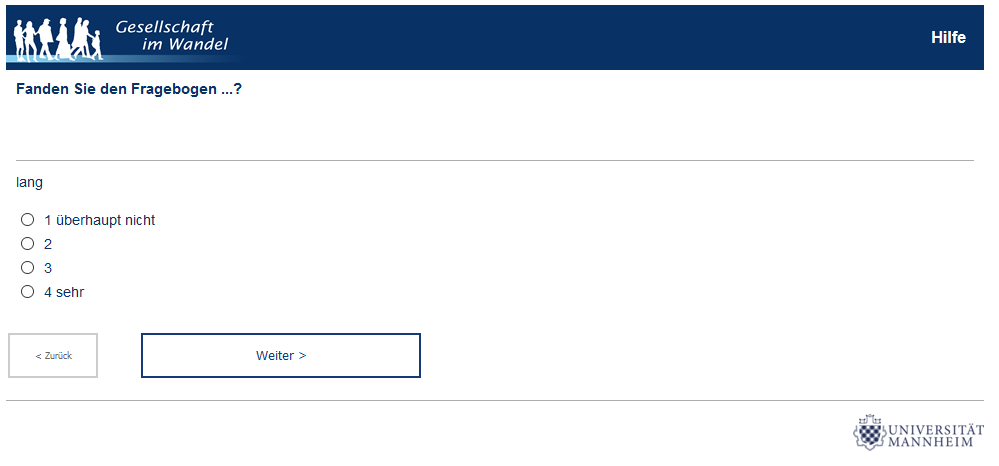 Gesellschaft
im Wandel
Hilfe
Fanden Sie den Fragebogen ...?
lang
1 überhaupt nicht
2
3
4 sehr
< Zurück
Weiter >
UNIVERSITÄT
MANNHEIM